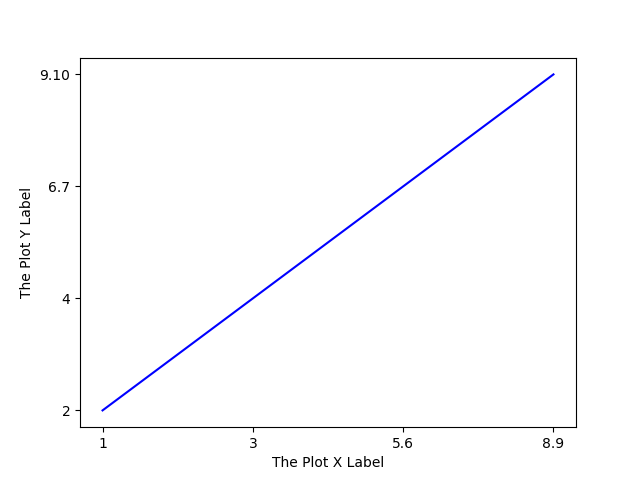 9.10
6.7
4
2
The Plot Y Label
1 3 5.6 8.9
The Plot X Label